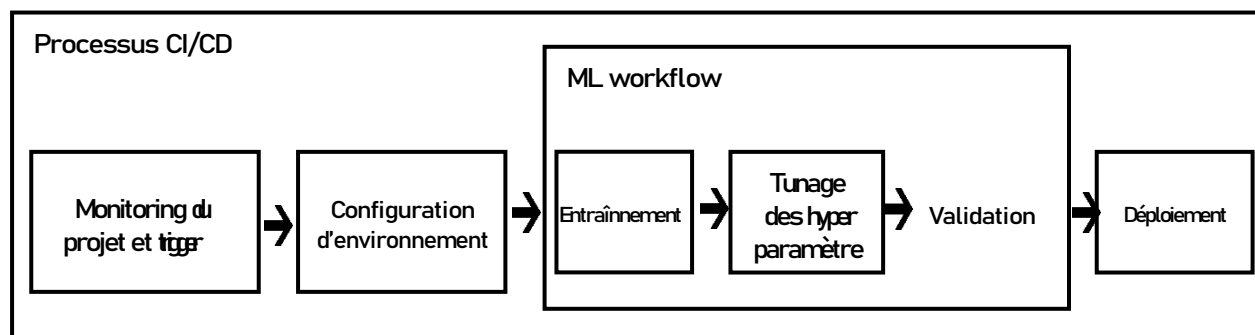 Processus CI/CD
ML workflow
Monitoring du
projet et trigger
Configuration
d'environnement
Entraînnement
Tunage
des hyper
paramètre
Validation
Déploiement